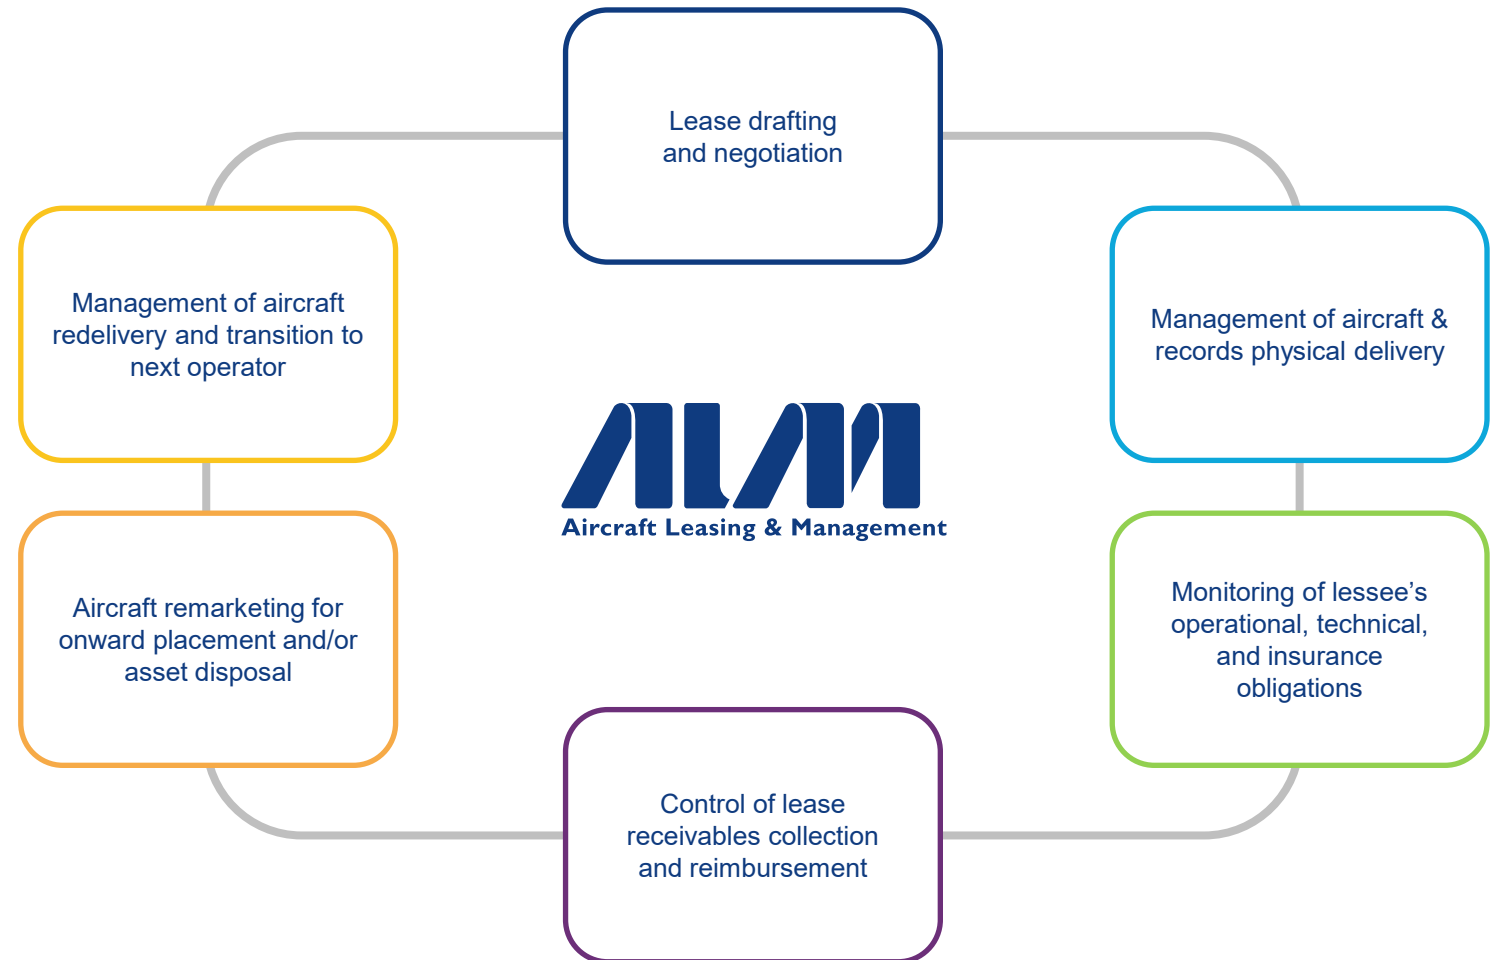 Lease drafting
and negotiation
Management of aircraft &
records physical delivery
Monitoring of lessee’s
operational, technical,
and insurance
obligations
Control of lease
receivables collection
and reimbursement
Aircraft remarketing for
onward placement and/or
asset disposal
Management of aircraft
redelivery and transition to
next operator
ALM
Aircraft Leasing & Management